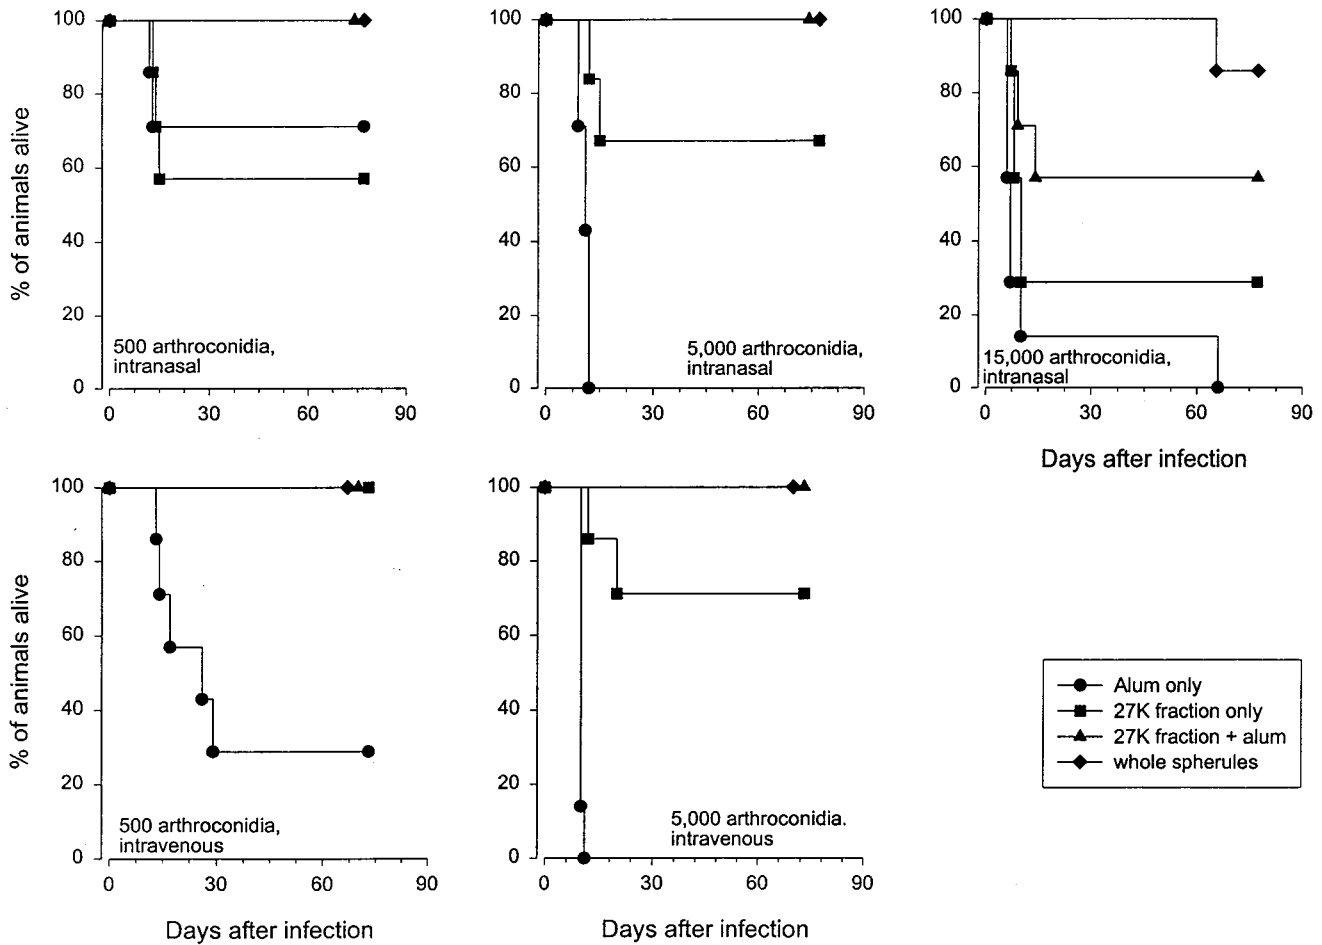 100
80
60
40
20
0
% of animals alive
500 arthroconidia,
intranasal
0 30 60 90
100
80
60
40
20
0
5,000 arthroconidia,
intranasal
0 30 60 90
100
80
60
40
20
0
15,000 arthroconidia,
intranasal
0 30 60 90
Days after infection
100
80
60
40
20
0
% of animals alive
500 arthroconidia,
intravenous
0 30 60 90
Days after infection
100
80
60
40
20
0
5,000 arthroconidia.
intravenous
0 30 60 90
Days after infection
Alum only
27K fraction only
27K fraction + alum
whole spherules